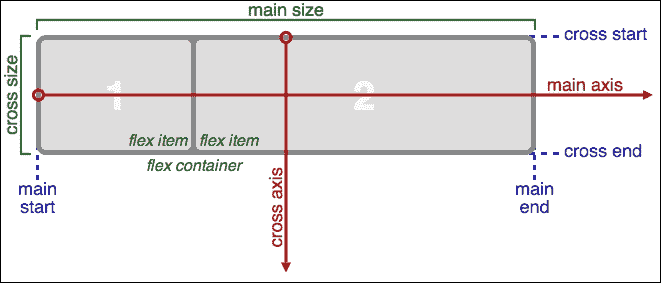 main size
cross start
cross size
1
2
main axis
flex item
flex item
cross end
flex container
main
start
cross axis
main
end